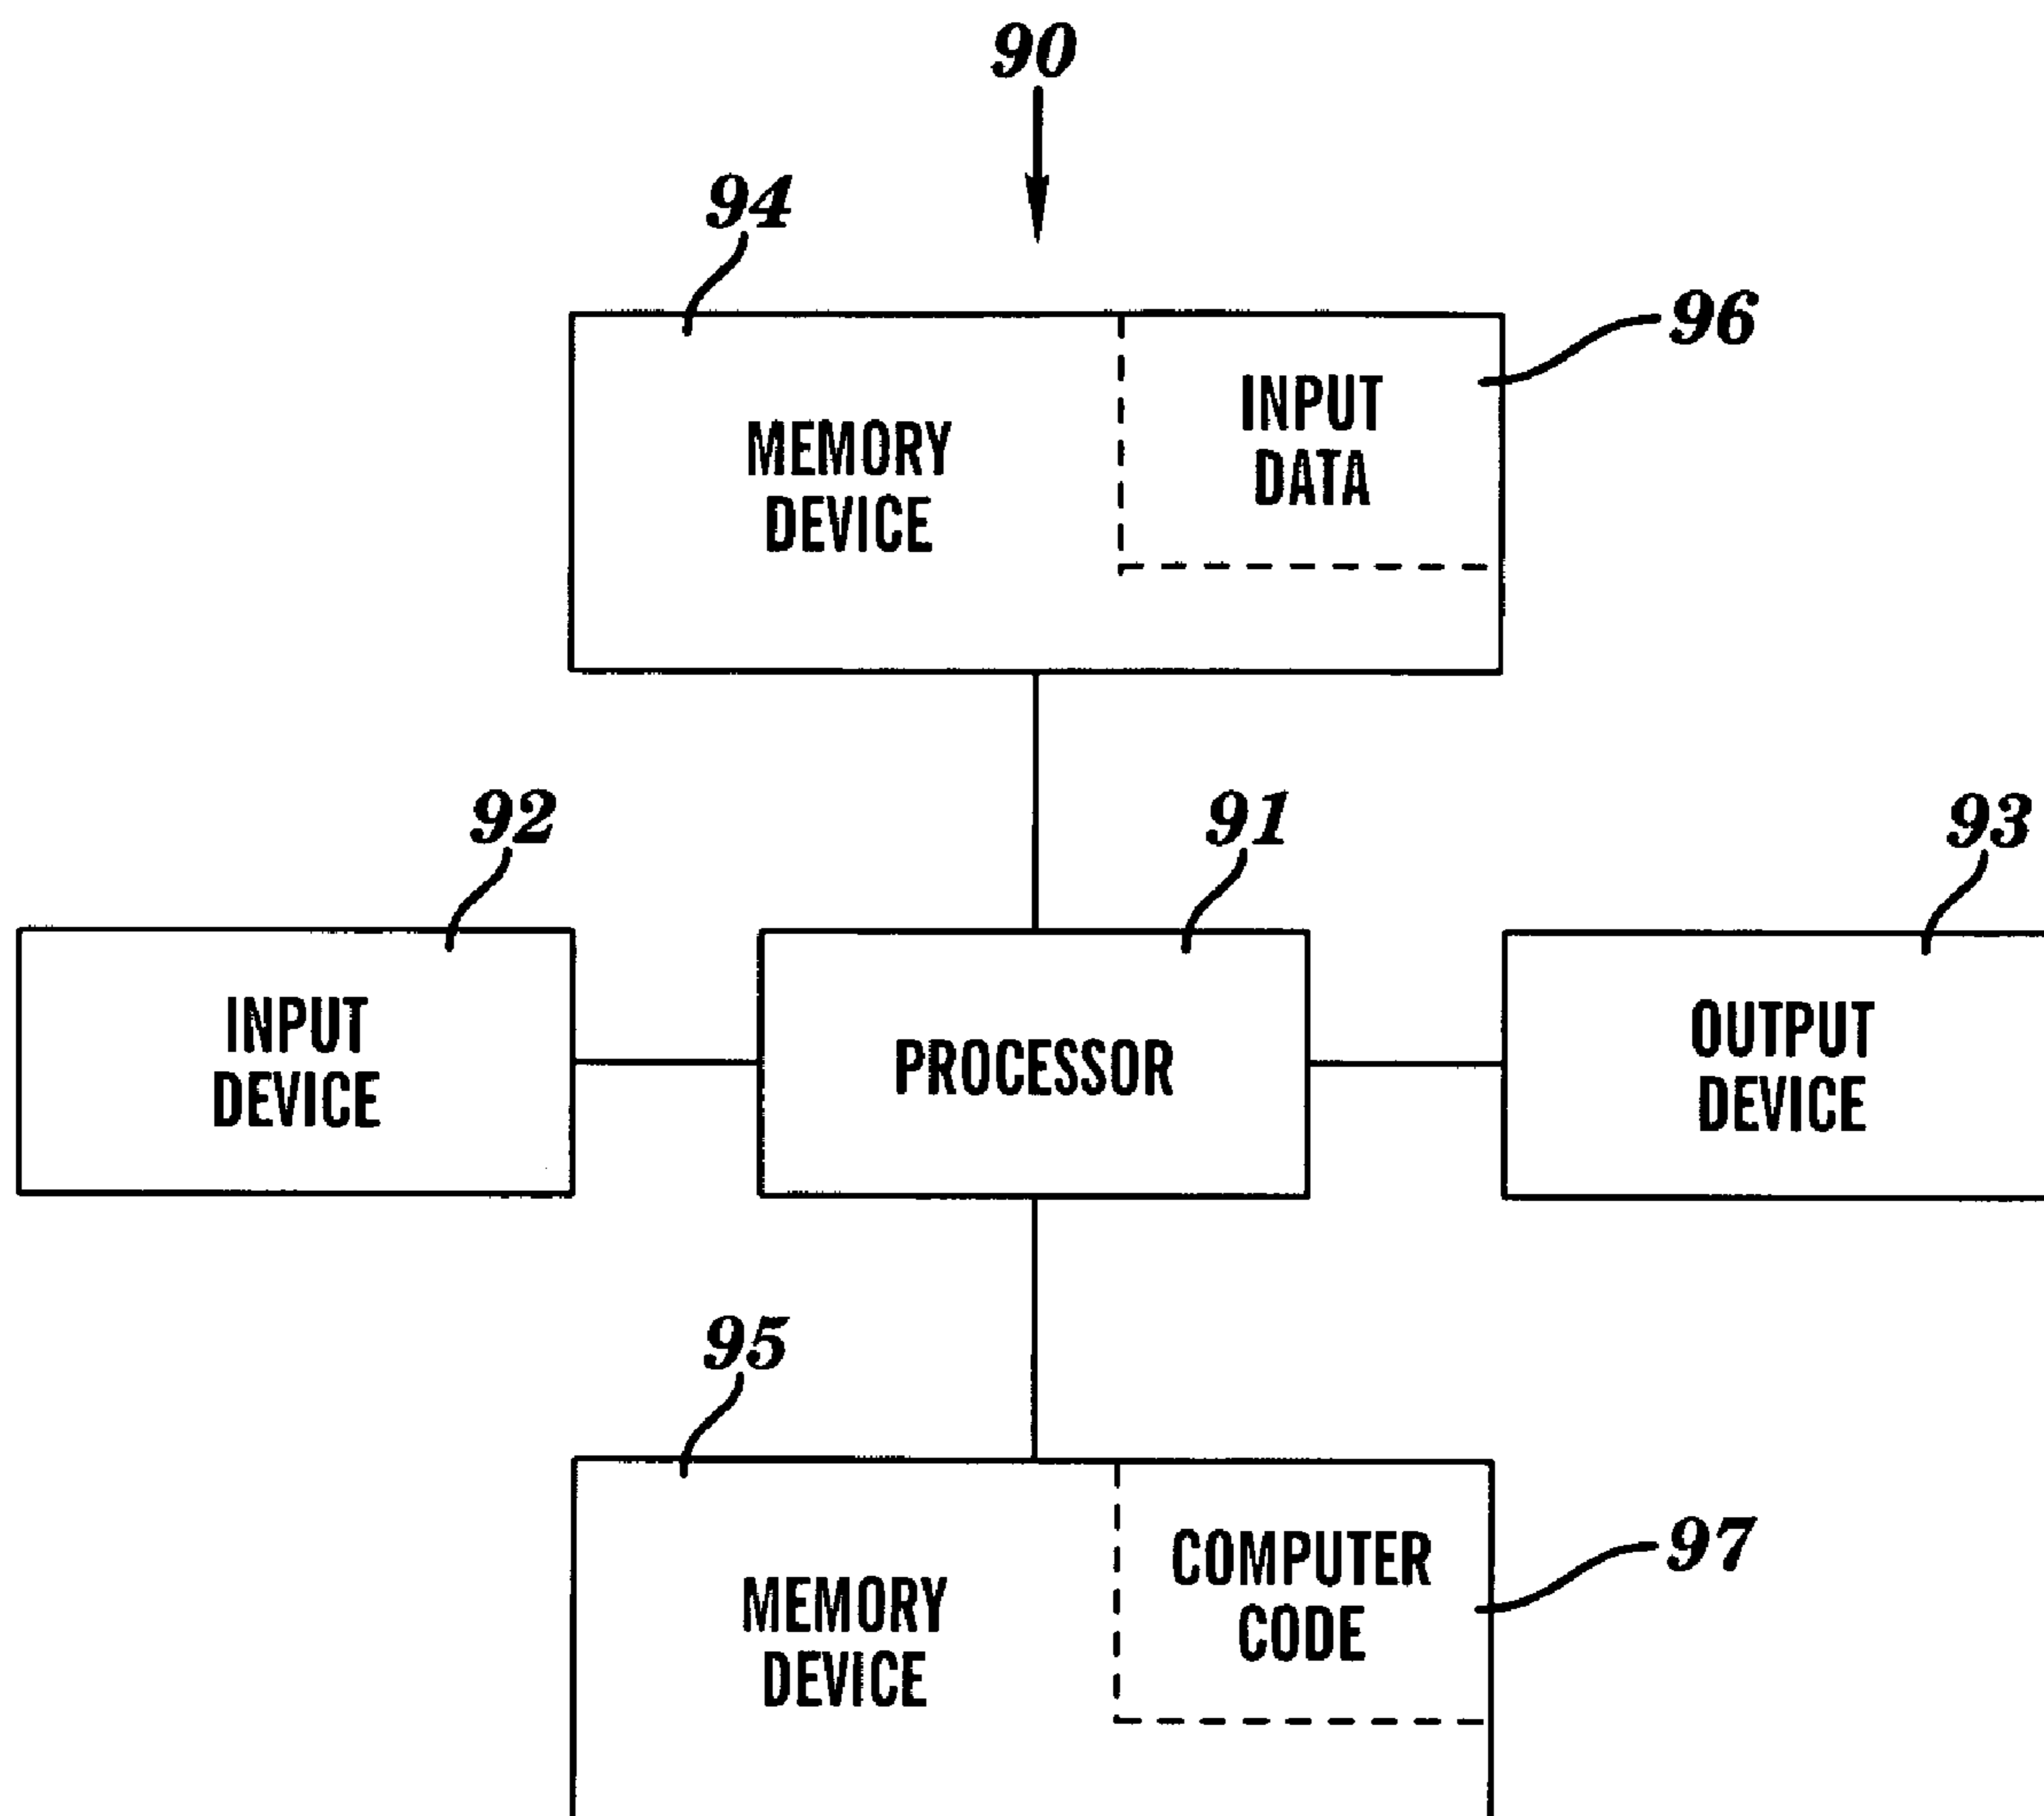 90
94
96
MEMORY
DEVICE
INPUT
DATA
92
91
93
INPUT
DEVICE
PROCESSOR
OUTPUT
DEVICE
95
97
MEMORY
DEVICE
COMPUTER
CODE